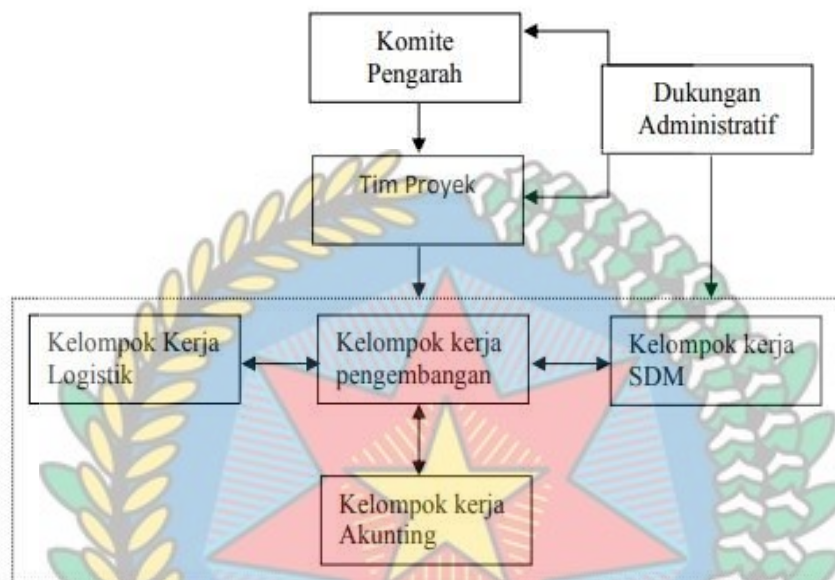 Komite
Pengarah
Dukungan
Administratif
Tim Proyek
Kelompok Kerja
Logistik
Kelompok kerja
pengembangan
Kelompok kerja
SDM
Kelompok kerja
Akunting